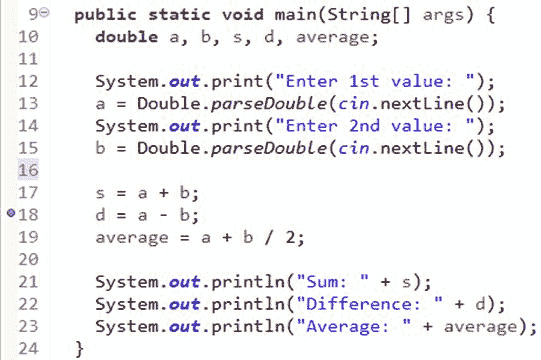 9 public static void main(String[] args) {
10 double a, b, s, d, average;
11
12 System.out.print("Enter 1st value: ");
13 a = Double.parseDouble(cin.nextLine());
14 System.out.print("Enter 2nd value: ");
15 b = Double.parseDouble(cin.nextLine());
16
17 s = a + b;
18 d = a - b;
19 average = a + b / 2;
20
21 System.out.println("Sum: " + s);
22 System.out.println("Difference: " + d);
23 System.out.println("Average: " + average);
24 }